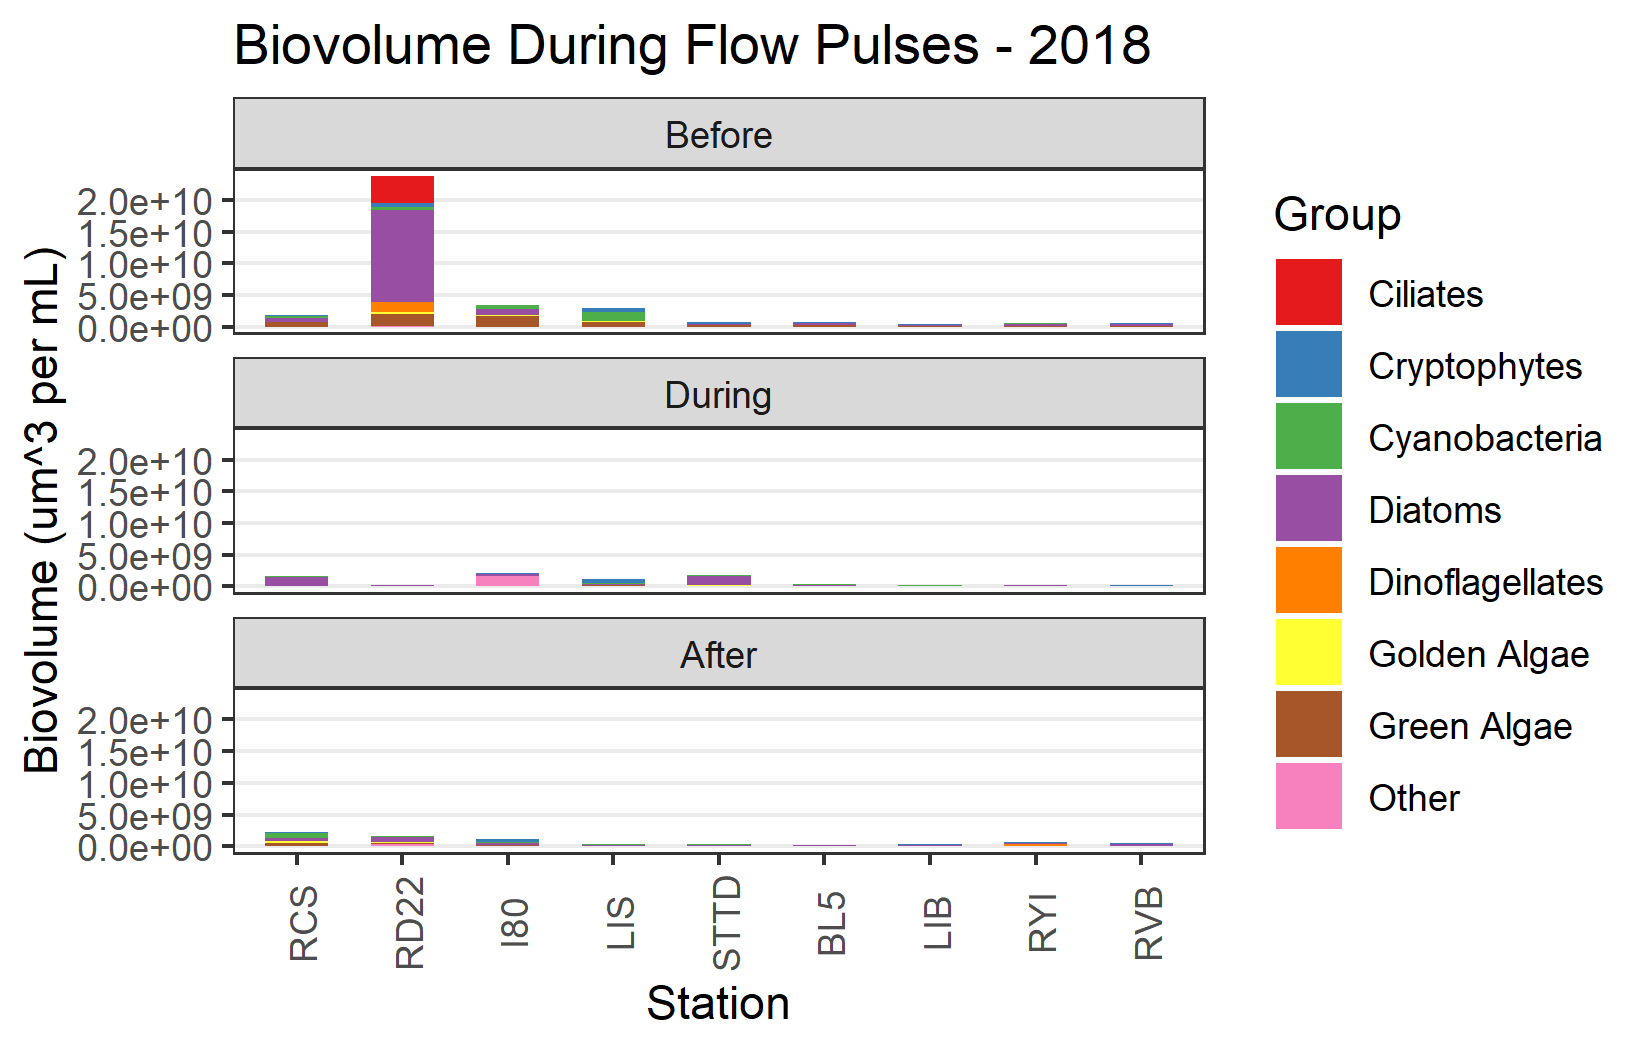 Biovolume During Flow Pulses - 2018
Biovolume (um^3 per mL)
Before
2.0e+10
1.5e+10
1.0e+10
5.0e+09
0.0e+00
During
2.0e+10
1.5e+10
1.0e+10
5.0e+09
0.0e+00
After
2.0e+10
1.5e+10
1.0e+10
5.0e+09
0.0e+00
RCS
RD22
I80
LIS
STTD
BL5
LIB
RYI
RVB
Station
Group
Ciliates
Cryptophytes
Cyanobacteria
Diatoms
Dinoflagellates
Golden Algae
Green Algae
Other